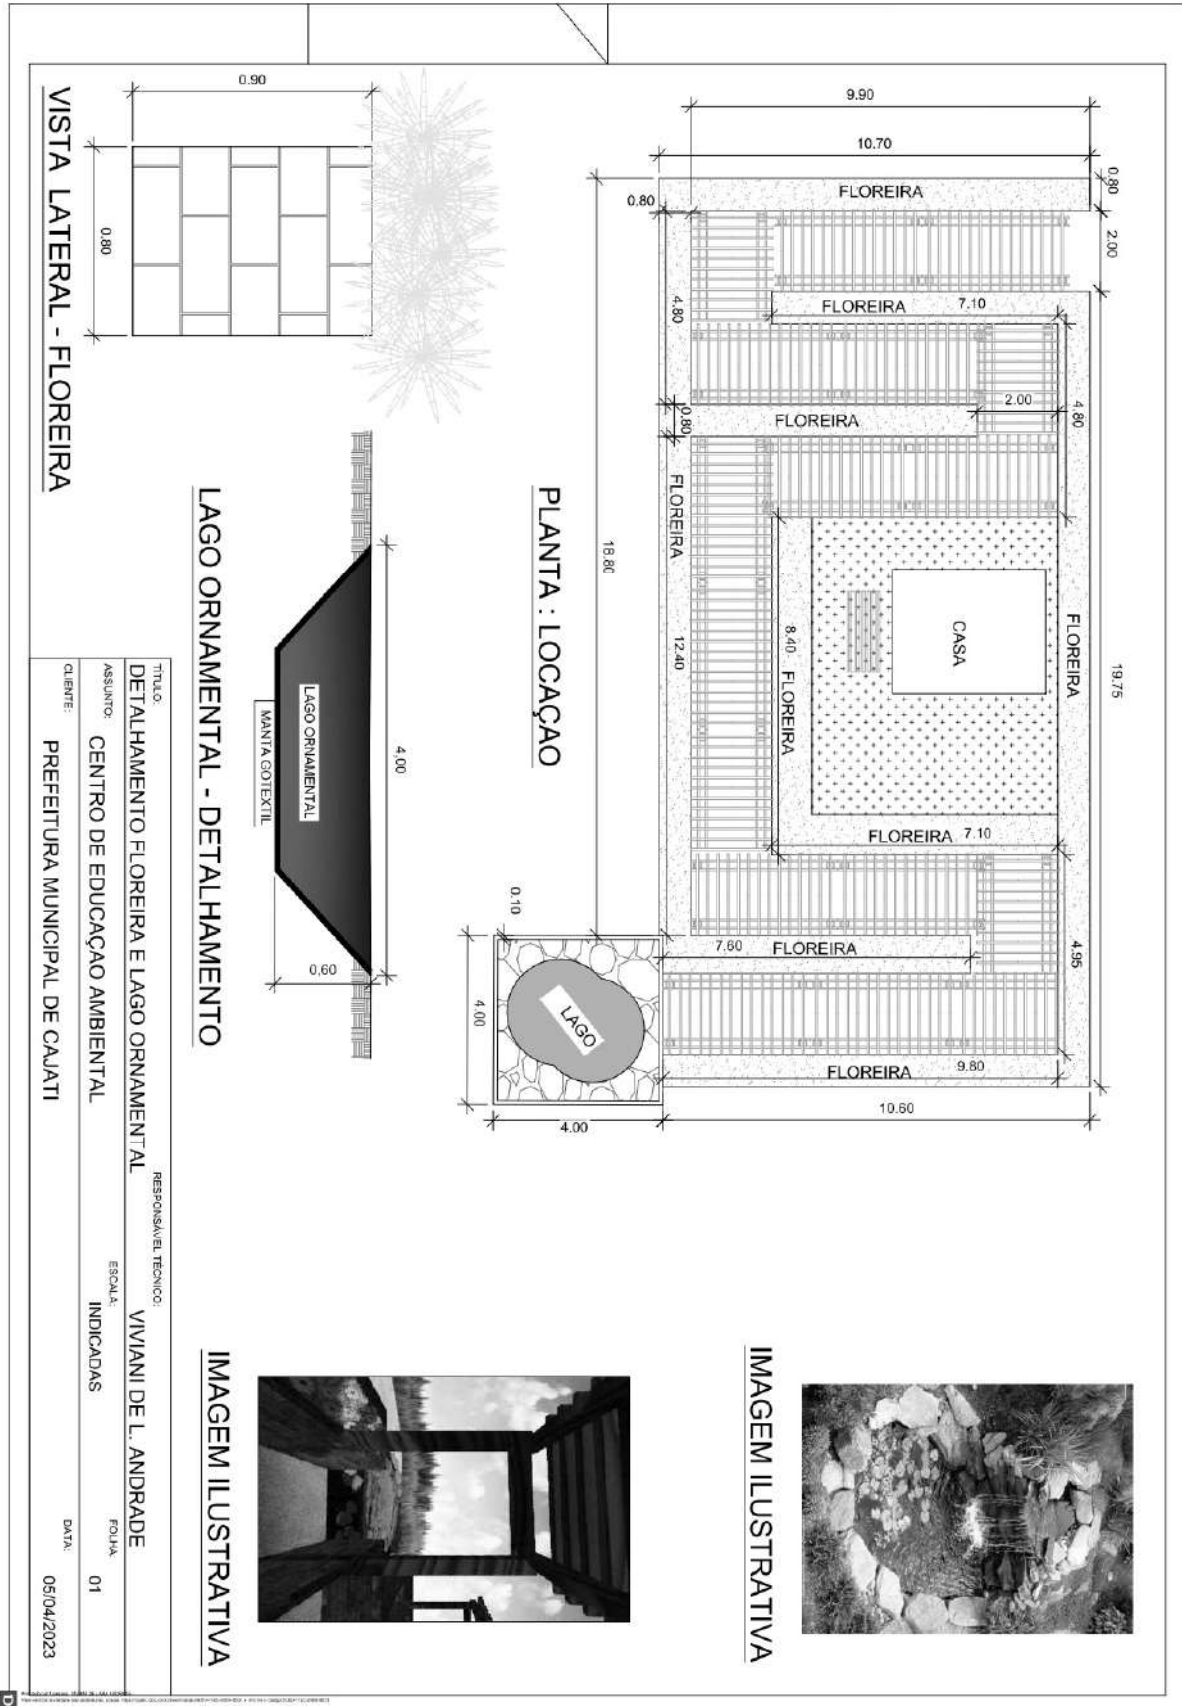 PLANTA : LOCAÇAO
9.90
10.70
0.80
2.00
FLOREIRA
0.80
4.80
FLOREIRA 7.10
0.80
FLOREIRA
2.00
4.80
18.80
FLOREIRA
12.40
8.40
FLOREIRA
CASA
FLOREIRA
19.75
FLOREIRA 7.10
7.60
FLOREIRA
4.95
FLOREIRA
9.80
10.60
0.10
4.00
LAGO
4.00
VISTA LATERAL - FLOREIRA
0.90
0.80
LAGO ORNAMENTAL - DETALHAMENTO
4,00
LAGO ORNAMENTAL
MANTA GOTEXTIL
0,60
IMAGEM ILUSTRATIVA
IMAGEM ILUSTRATIVA
TÍTULO:
DETALHAMENTO FLOREIRA E LAGO ORNAMENTAL
RESPONSÁVEL TÉCNICO:
VIVIANI DE L. ANDRADE
ASSUNTO:
CENTRO DE EDUCAÇAO AMBIENTAL
ESCALA:
INDICADAS
FOLHA:
01
CLIENTE:
PREFEITURA MUNICIPAL DE CAJATI
DATA:
05/04/2023